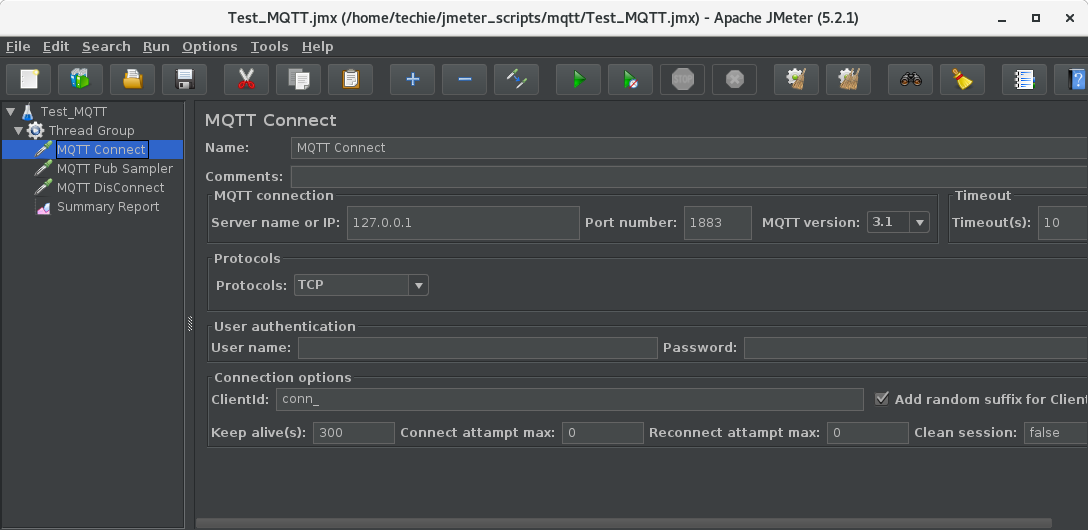 Test_MQTT.jmx (/home/techie/jmeter_scripts/mqtt/Test_MQTT.jmx) - Apache JMeter (5.2.1)
File Edit Search Run Options Tools Help
STOP
?
Test_MQTT
Thread Group
MQTT Connect
MQTT Pub Sampler
MQTT DisConnect
Summary Report
MQTT Connect
Name: MQTT Connect
Comments:
MQTT connection
Server name or IP: 127.0.0.1 Port number: 1883 MQTT version: 3.1
Timeout
Timeout(s): 10
Protocols
Protocols: TCP
User authentication
User name: Password:
Connection options
ClientId: conn_ Add random suffix for Client
Keep alive(s): 300 Connect attampt max: 0 Reconnect attampt max: 0 Clean session: false